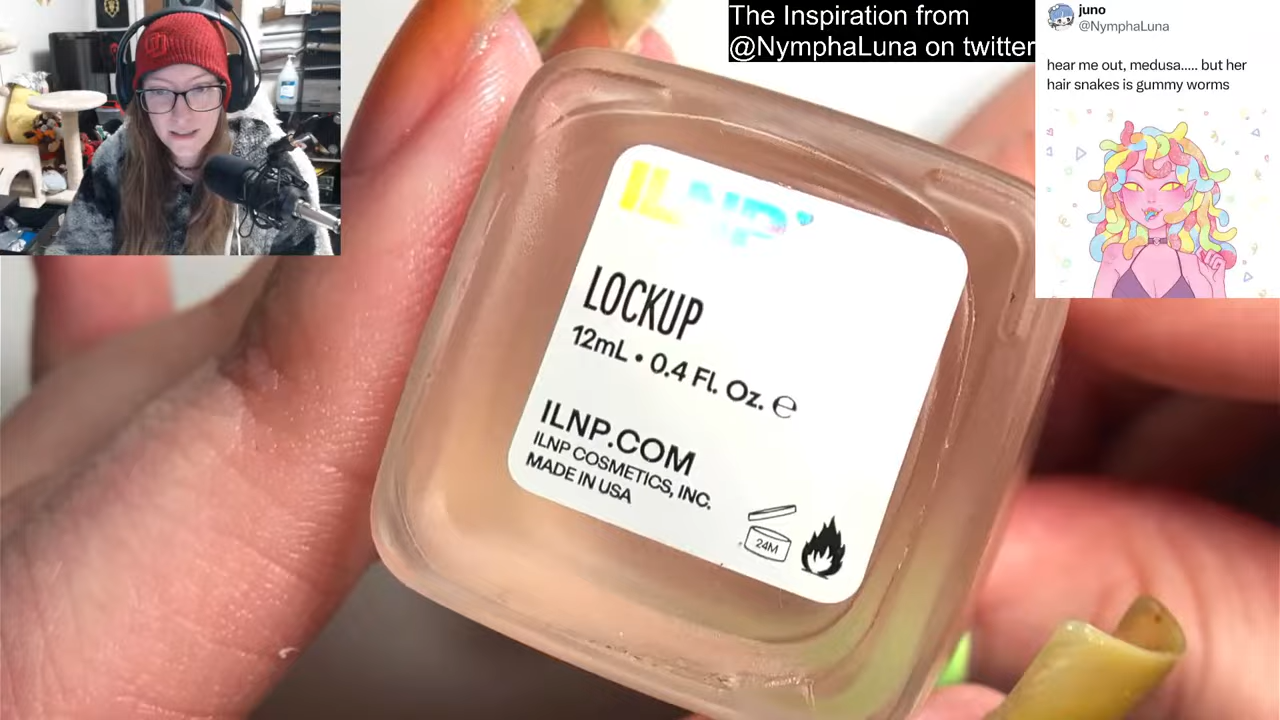 The Inspiration from
@NymphaLuna on twitter
juno
@NymphaLuna
hear me out, medusa..... but her
hair snakes is gummy worms
ILNP
LOCKUP
12mL • 0.4 Fl. Oz. ℮
ILNP.COM
ILNP COSMETICS, INC.
MADE IN USA
24M